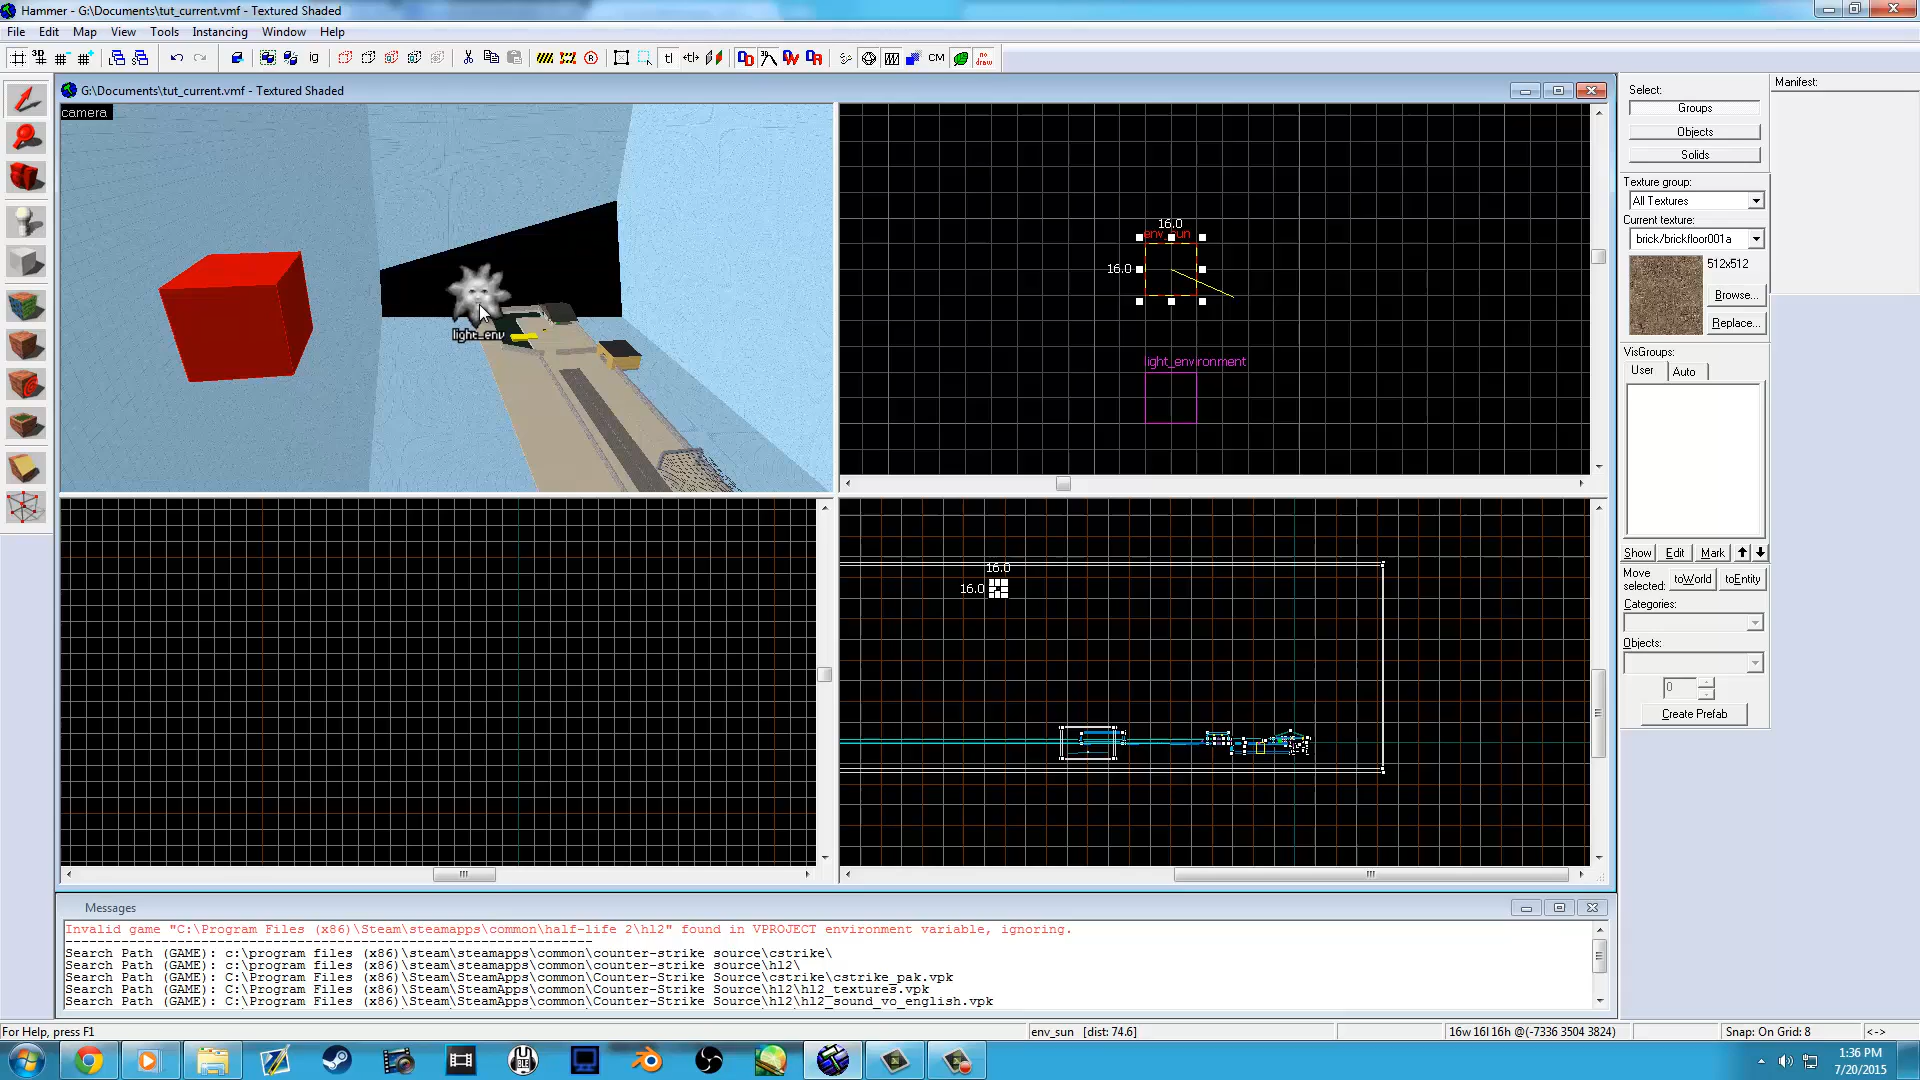 Hammer - G:\Documents\tut_current.vmf - Textured Shaded
File Edit Map View Tools Instancing Window Help
3D
ig
tl
CM
no draw
G:\Documents\tut_current.vmf - Textured Shaded
camera
light_env
16.0
env_sun
16.0
light_environment
16.0
16.0
Select:
Groups
Objects
Solids
Texture group:
All Textures
Current texture:
brick/brickfloor001a
512x512
Browse...
Replace...
VisGroups:
User
Auto
Show
Edit
Mark
Move selected:
toWorld
toEntity
Categories:
Objects:
0
Create Prefab
Manifest:
Messages
Invalid game "C:\Program Files (x86)\Steam\steamapps\common\half-life 2\hl2" found in VPROJECT environment variable, ignoring.
Search Path (GAME): c:\program files (x86)\steam\steamapps\common\counter-strike source\cstrike\
Search Path (GAME): c:\program files (x86)\steam\steamapps\common\counter-strike source\hl2\
Search Path (GAME): C:\Program Files (x86)\Steam\SteamApps\common\Counter-Strike Source\cstrike\cstrike_pak.vpk
Search Path (GAME): C:\Program Files (x86)\Steam\SteamApps\common\Counter-Strike Source\hl2\hl2_textures.vpk
Search Path (GAME): C:\Program Files (x86)\Steam\SteamApps\common\Counter-Strike Source\hl2\hl2_sound_vo_english.vpk
For Help, press F1
env_sun [dist: 74.6]
16w 16l 16h @(-7336 3504 3824)
Snap: On Grid: 8
<->
1:36 PM
7/20/2015